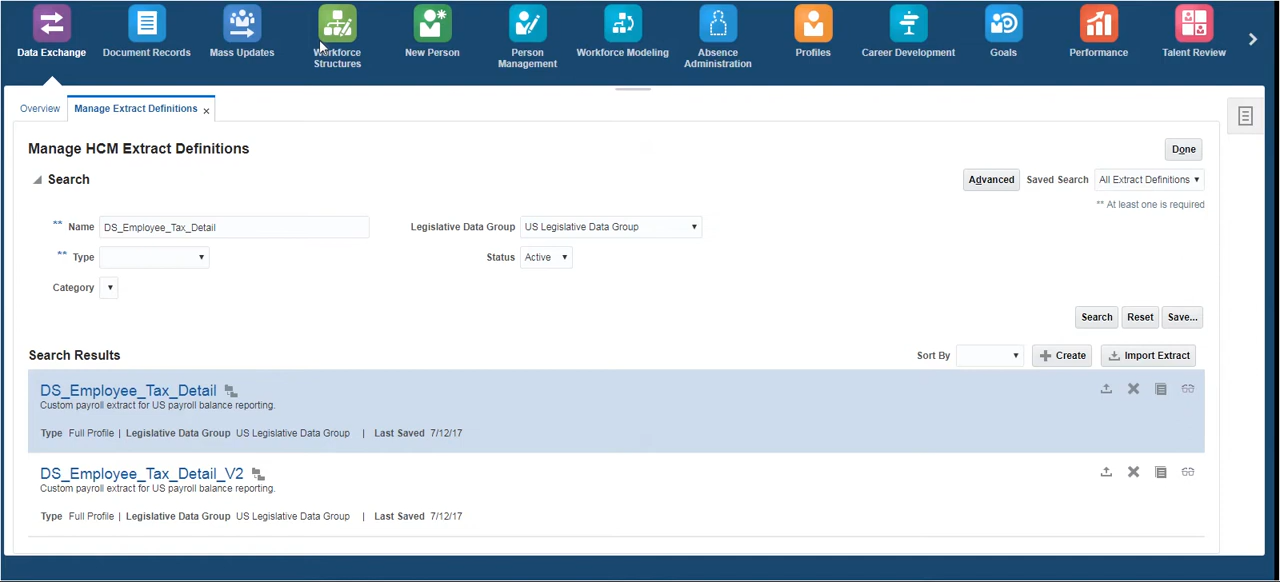 Data Exchange
Document Records
Mass Updates
Workforce
Structures
New Person
Person
Management
Workforce Modeling
Absence
Administration
Profiles
Career Development
Goals
Performance
Talent Review
Overview
Manage Extract Definitions
Manage HCM Extract Definitions
Done
Search
Advanced
Saved Search
All Extract Definitions
** At least one is required
** Name DS_Employee_Tax_Detail
Legislative Data Group US Legislative Data Group
** Type
Status Active
Category
Search
Reset
Save...
Search Results
Sort By
Create
Import Extract
DS_Employee_Tax_Detail
Custom payroll extract for US payroll balance reporting.
Type Full Profile | Legislative Data Group US Legislative Data Group | Last Saved 7/12/17
DS_Employee_Tax_Detail_V2
Custom payroll extract for US payroll balance reporting.
Type Full Profile | Legislative Data Group US Legislative Data Group | Last Saved 7/12/17